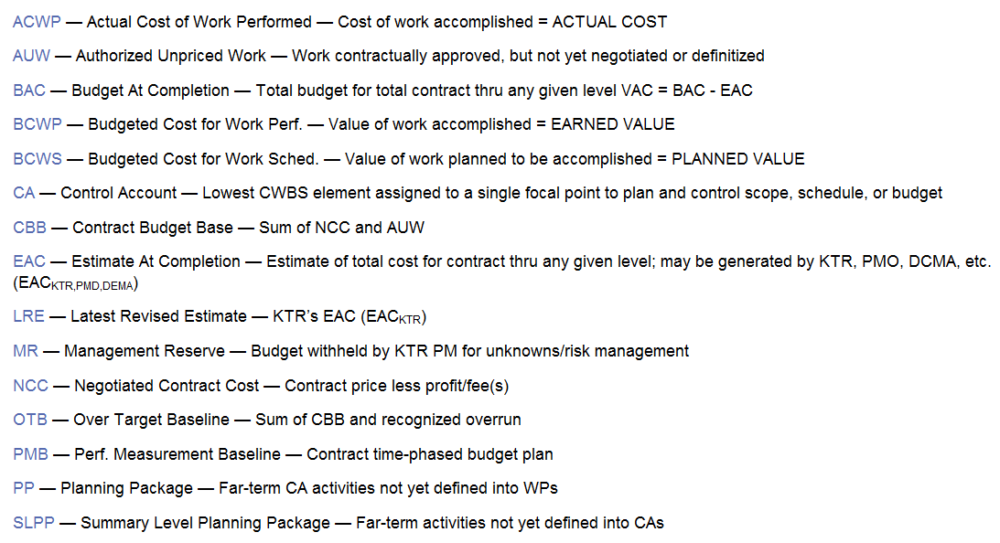 ACWP — Actual Cost of Work Performed — Cost of work accomplished = ACTUAL COST
AUW — Authorized Unpriced Work — Work contractually approved, but not yet negotiated or definitized
BAC — Budget At Completion — Total budget for total contract thru any given level VAC = BAC - EAC
BCWP — Budgeted Cost for Work Perf. — Value of work accomplished = EARNED VALUE
BCWS — Budgeted Cost for Work Sched. — Value of work planned to be accomplished = PLANNED VALUE
CA — Control Account — Lowest CWBS element assigned to a single focal point to plan and control scope, schedule, or budget
CBB — Contract Budget Base — Sum of NCC and AUW
EAC — Estimate At Completion — Estimate of total cost for contract thru any given level; may be generated by KTR, PMO, DCMA, etc.
(EACKTR,PMD,DEMA)
LRE — Latest Revised Estimate — KTR’s EAC (EACKTR)
MR — Management Reserve — Budget withheld by KTR PM for unknowns/risk management
NCC — Negotiated Contract Cost — Contract price less profit/fee(s)
OTB — Over Target Baseline — Sum of CBB and recognized overrun
PMB — Perf. Measurement Baseline — Contract time-phased budget plan
PP — Planning Package — Far-term CA activities not yet defined into WPs
SLPP — Summary Level Planning Package — Far-term activities not yet defined into CAs